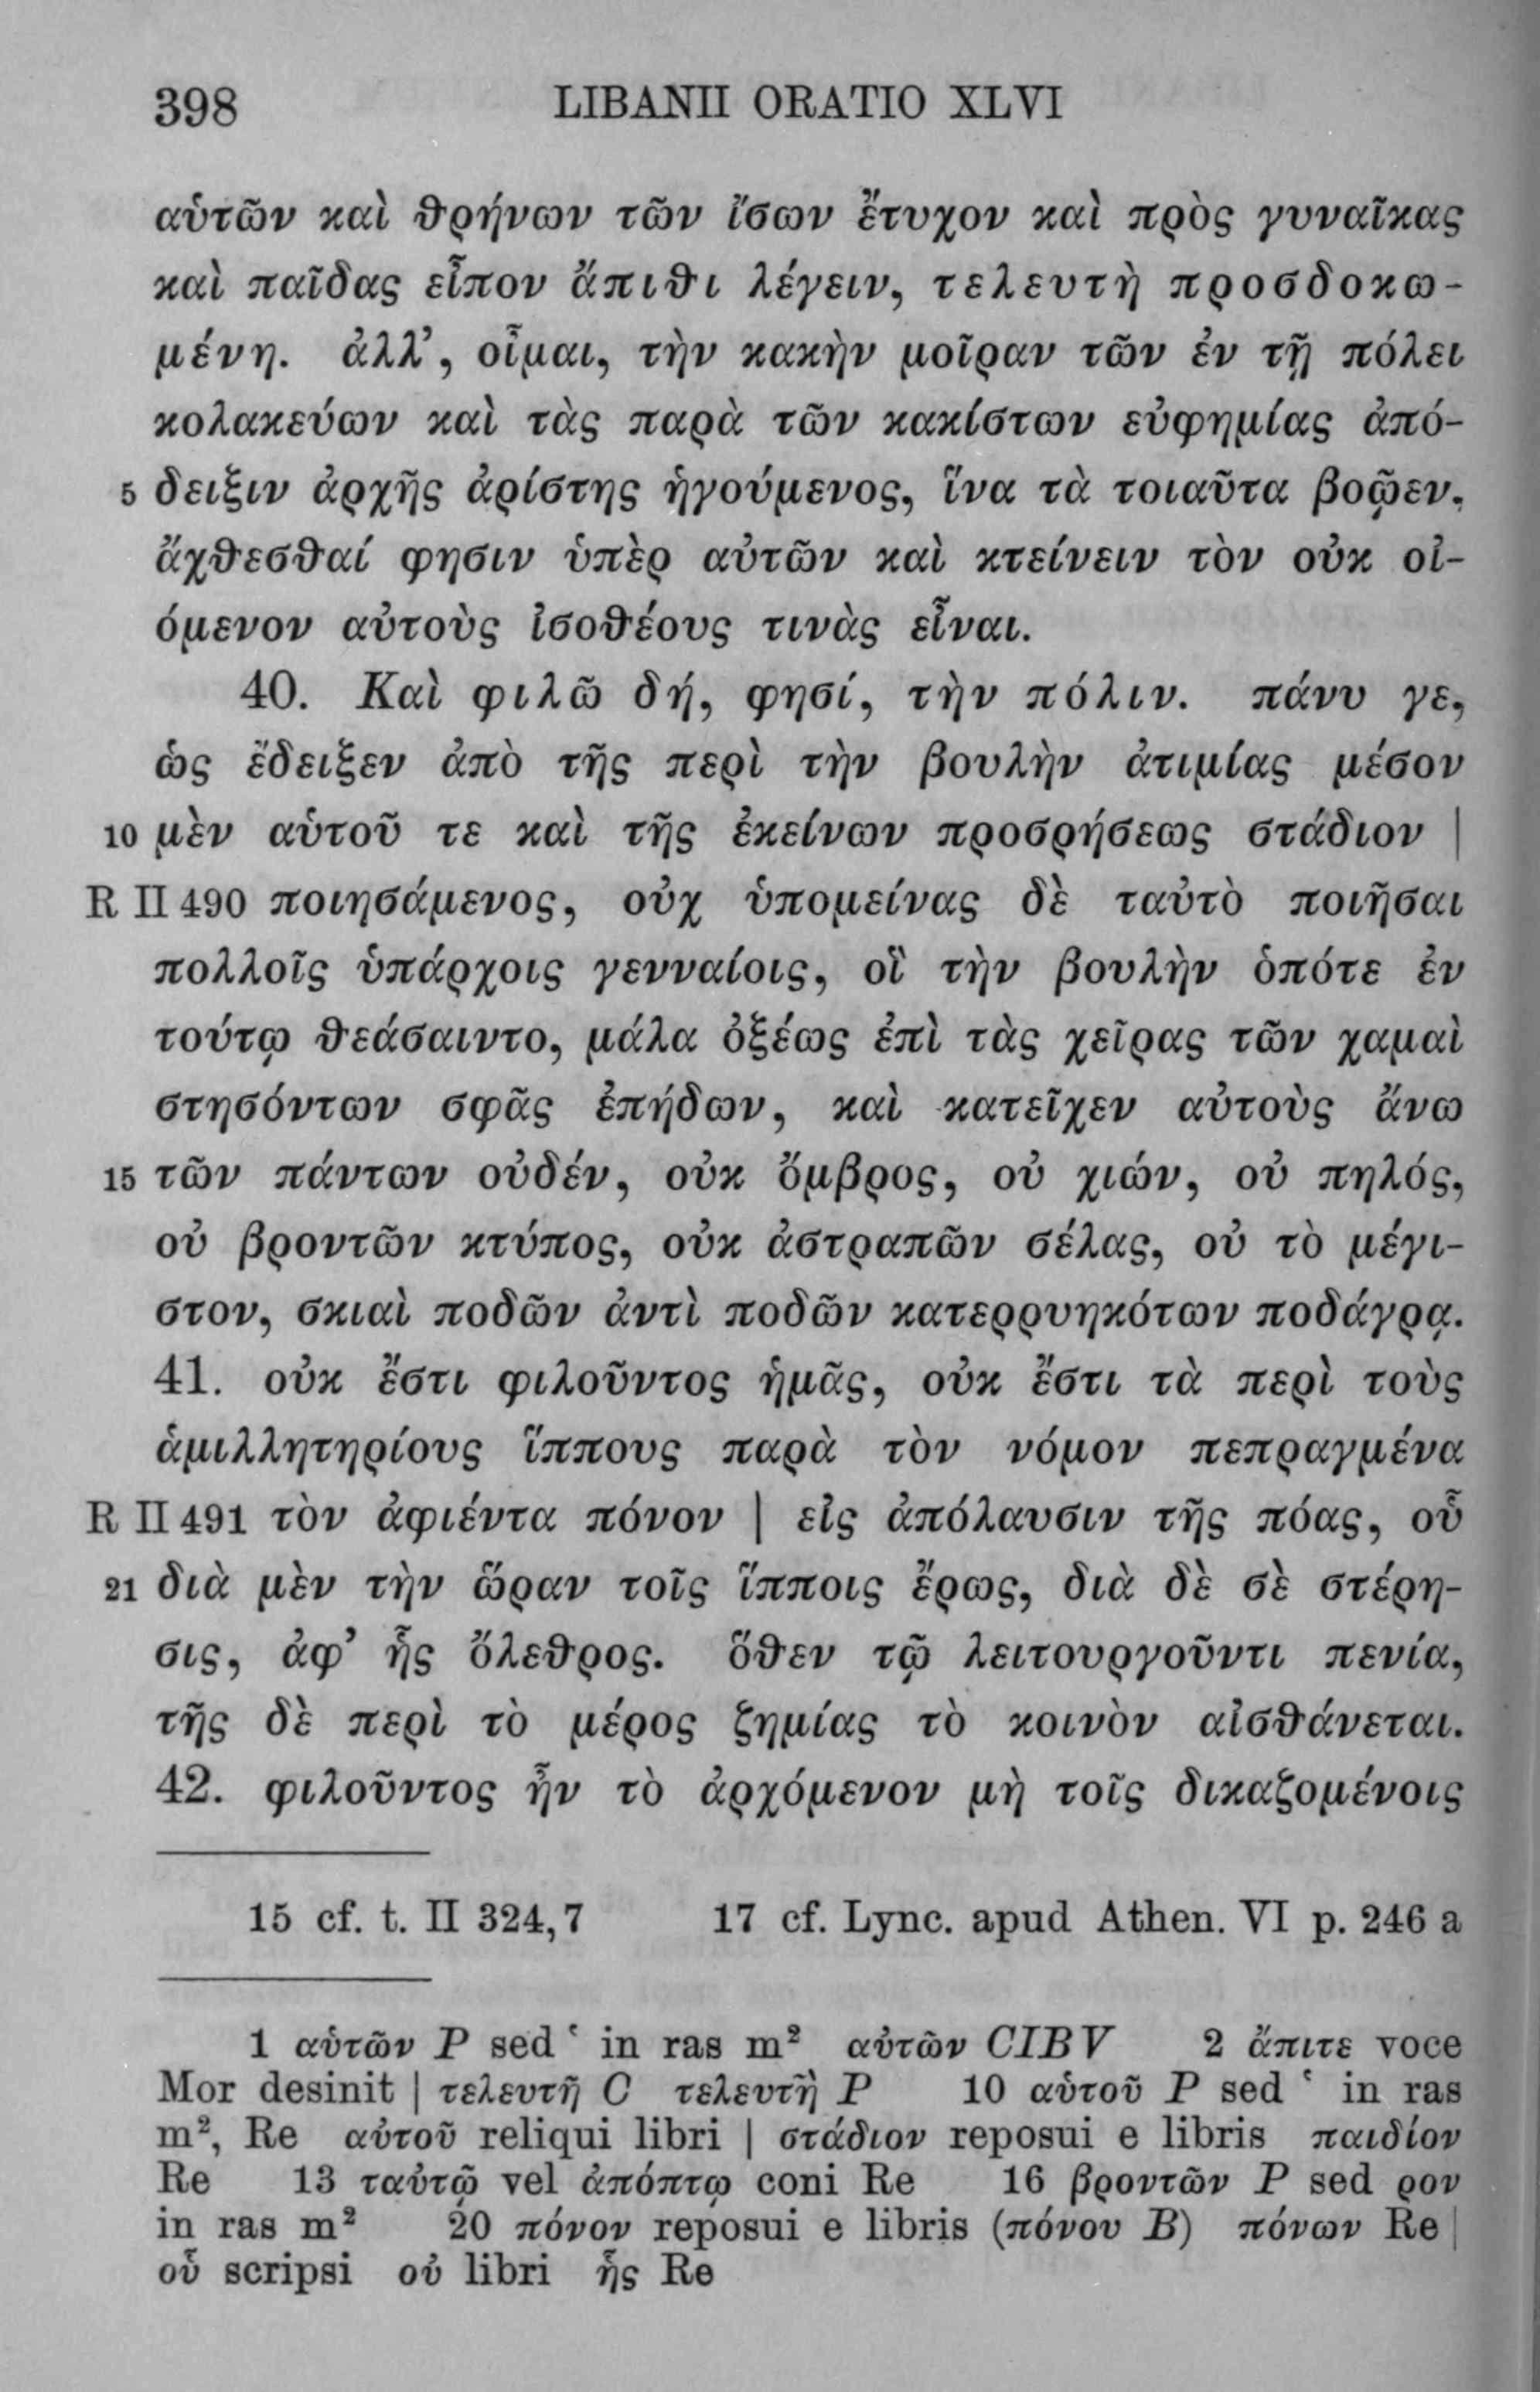 398 LIBANII ORATIO XLVI
αὑτῶν καὶ θρήνων τῶν ἴσων ἔτυχον καὶ πρὸς γυναῖκας
καὶ παῖδας εἶπον ἄπιθι λέγειν, τελευτὴ προσδοκω-
μένη. ἀλλ’, οἶμαι, τὴν κακὴν μοῖραν τῶν ἐν τῇ πόλει
κολακεύων καὶ τὰς παρὰ τῶν κακίστων εὐφημίας ἀπό-
5 δειξιν ἀρχῆς ἀρίστης ἡγούμενος, ἵνα τὰ τοιαῦτα βοῷεν,
ἄχθεσθαί φησιν ὑπὲρ αὐτῶν καὶ κτείνειν τὸν οὐκ οἰ-
όμενον αὐτοὺς ἰσοθέους τινὰς εἶναι.
40. Καὶ φιλῶ δή, φησί, τὴν πόλιν. πάνυ γε,
ὡς ἔδειξεν ἀπὸ τῆς περὶ τὴν βουλὴν ἀτιμίας μέσον
10 μὲν αὑτοῦ τε καὶ τῆς ἐκείνων προσρήσεως στάδιον |
R II 490 ποιησάμενος, οὐχ ὑπομείνας δὲ ταὐτὸ ποιῆσαι
πολλοῖς ὑπάρχοις γενναίοις, οἳ τὴν βουλὴν ὁπότε ἐν
τούτῳ θεάσαιντο, μάλα ὀξέως ἐπὶ τὰς χεῖρας τῶν χαμαὶ
στησόντων σφᾶς ἐπήδων, καὶ κατεῖχεν αὐτοὺς ἄνω
15 τῶν πάντων οὐδέν, οὐκ ὄμβρος, οὐ χιών, οὐ πηλός,
οὐ βροντῶν κτύπος, οὐκ ἀστραπῶν σέλας, οὐ τὸ μέγι-
στον, σκιαὶ ποδῶν ἀντὶ ποδῶν κατερρυηκότων ποδάγρᾳ.
41. οὐκ ἔστι φιλοῦντος ἡμᾶς, οὐκ ἔστι τὰ περὶ τοὺς
ἁμιλλητηρίους ἵππους παρὰ τὸν νόμον πεπραγμένα
R II 491 τὸν ἀφιέντα πόνον | εἰς ἀπόλαυσιν τῆς πόας, οὗ
21 διὰ μὲν τὴν ὥραν τοῖς ἵπποις ἔρως, διὰ δὲ σὲ στέρη-
σις, ἀφ’ ἧς ὄλεθρος. ὅθεν τῷ λειτουργοῦντι πενία,
τῆς δὲ περὶ τὸ μέρος ζημίας τὸ κοινὸν αἰσθάνεται.
42. φιλοῦντος ἦν τὸ ἀρχόμενον μὴ τοῖς δικαζομένοις
15 cf. t. II 324,7 17 cf. Lync. apud Athen. VI p. 246 a
1 αὑτῶν P sed ʽ in ras m² αὐτῶν CIBV 2 ἄπιτε voce
Mor desinit | τελευτῇ C τελευτὴ P 10 αὑτοῦ P sed ʽ in ras
m², Re αὐτοῦ reliqui libri | στάδιον reposui e libris παιδίον
Re 13 ταὐτῷ vel ἀπόπτῳ coni Re 16 βροντῶν P sed ρον
in ras m² 20 πόνον reposui e libris (πόνου B) πόνων Re |
οὗ scripsi οὐ libri ἧς Re